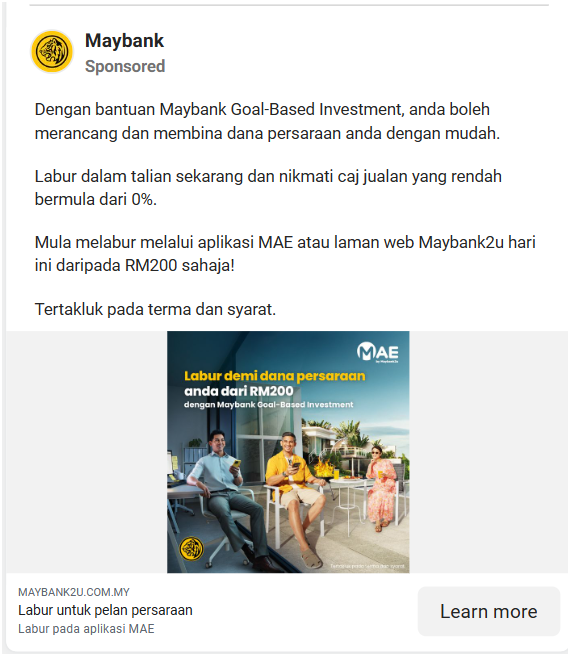 Maybank
Sponsored
Dengan bantuan Maybank Goal-Based Investment, anda boleh
merancang dan membina dana persaraan anda dengan mudah.
Labur dalam talian sekarang dan nikmati caj jualan yang rendah
bermula dari 0%.
Mula melabur melalui aplikasi MAE atau laman web Maybank2u hari
ini daripada RM200 sahaja!
Tertakluk pada terma dan syarat.
MAE
by Maybank2u
Labur demi dana persaraan
anda dari RM200
dengan Maybank Goal-Based Investment
Tertakluk pada terma dan syarat.
MAYBANK2U.COM.MY
Labur untuk pelan persaraan
Labur pada aplikasi MAE
Learn more